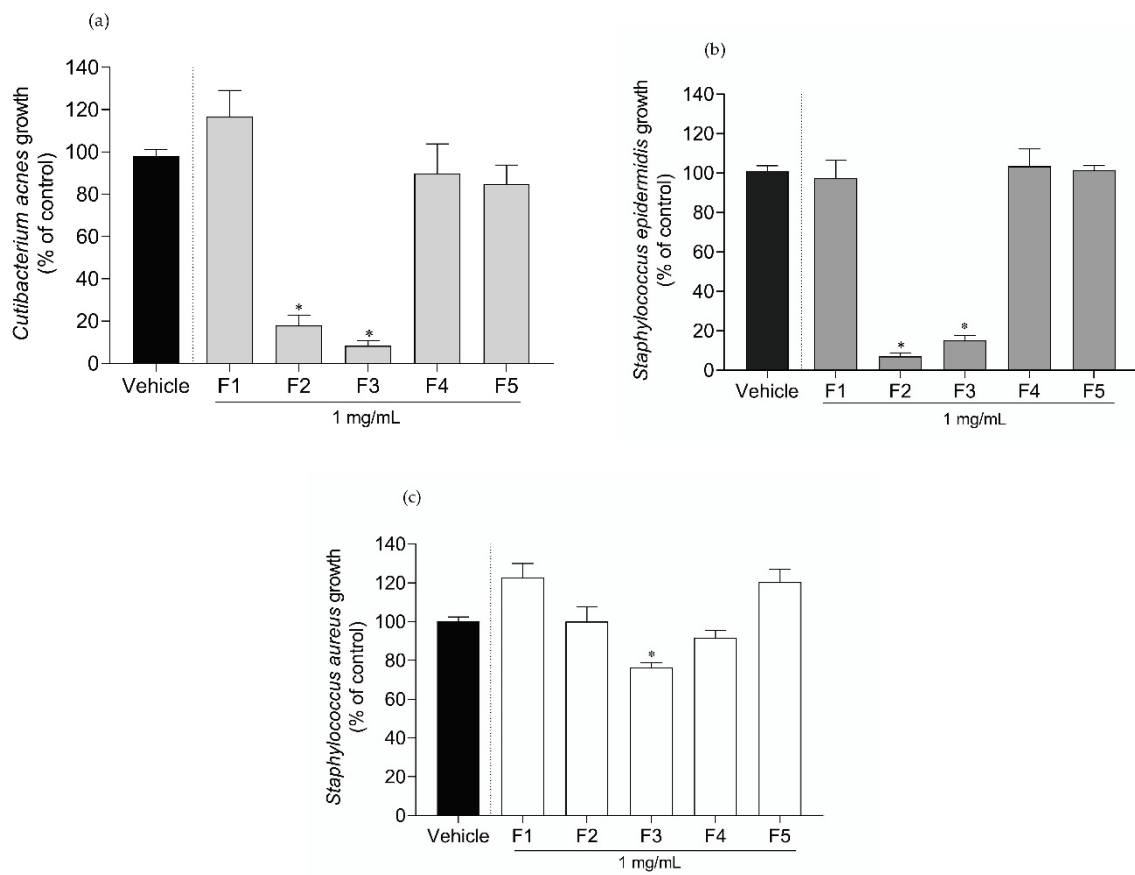 (a)
Cutibacterium acnes growth
(% of control)
140
120
100
80
60
40
20
0
*
*
Vehicle F1 F2 F3 F4 F5
1 mg/mL
(b)
Staphylococcus epidermidis growth
(% of control)
140
120
100
80
60
40
20
0
*
*
Vehicle F1 F2 F3 F4 F5
1 mg/mL
(c)
Staphylococcus aureus growth
(% of control)
140
120
100
80
60
40
20
0
*
Vehicle F1 F2 F3 F4 F5
1 mg/mL